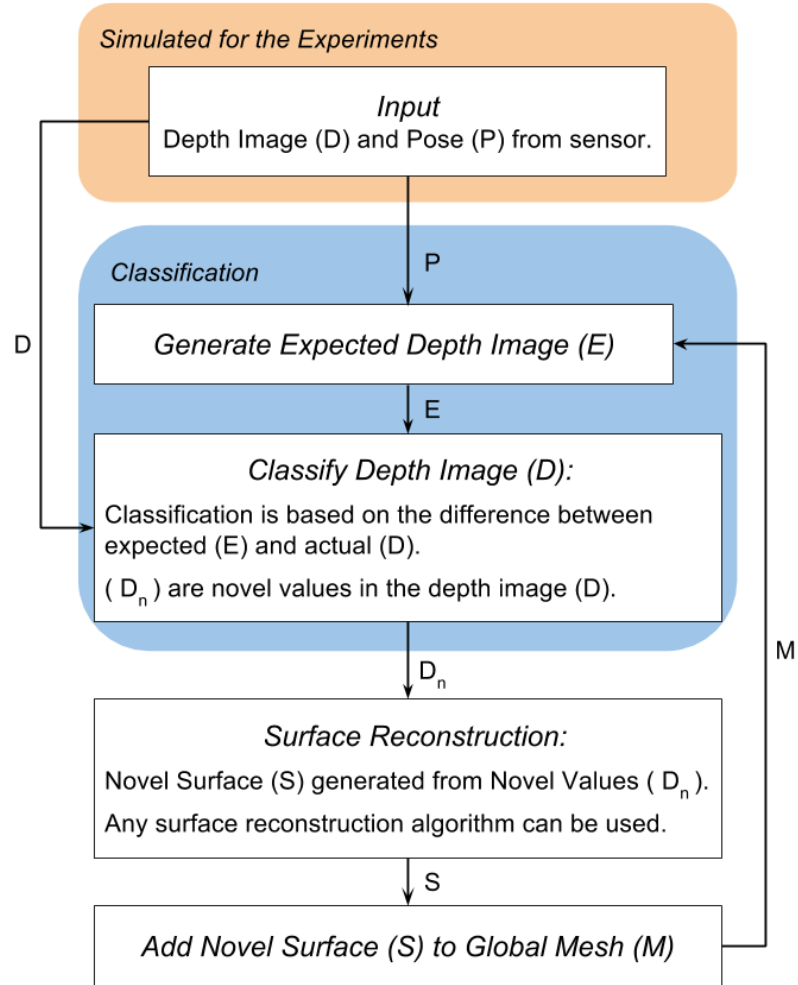 Simulated for the Experiments
Input
Depth Image (D) and Pose (P) from sensor.
P
Classification
D
Generate Expected Depth Image (E)
E
Classify Depth Image (D):
Classification is based on the difference between
expected (E) and actual (D).
( Dn ) are novel values in the depth image (D).
M
Dn
Surface Reconstruction:
Novel Surface (S) generated from Novel Values ( Dn ).
Any surface reconstruction algorithm can be used.
S
Add Novel Surface (S) to Global Mesh (M)